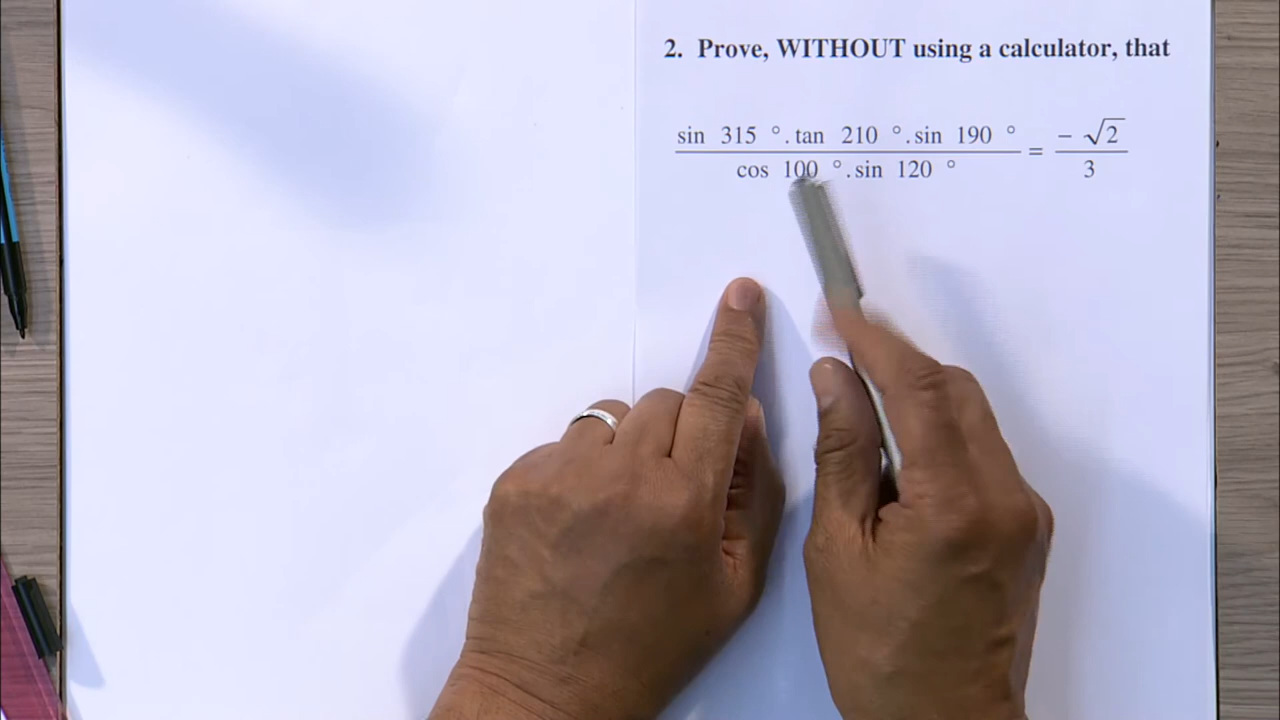 2. Prove, WITHOUT using a calculator, that
sin 315 °. tan 210 °. sin 190 ° = - √2
cos 100 °. sin 120 ° 3